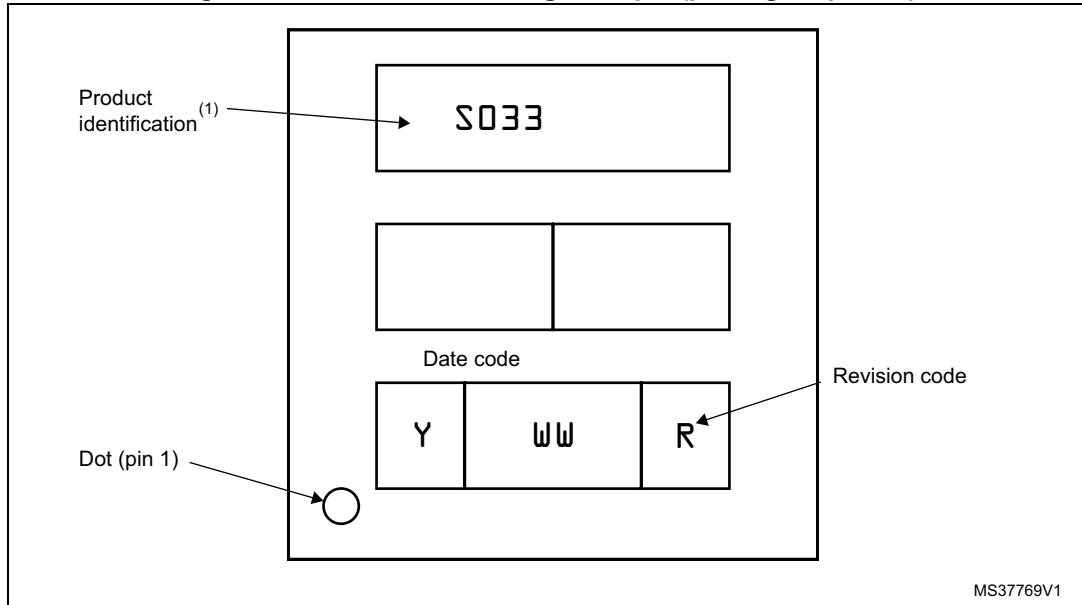 Product
identification(1)
S033
Date code
Y WW R
Revision code
Dot (pin 1)
MS37769V1